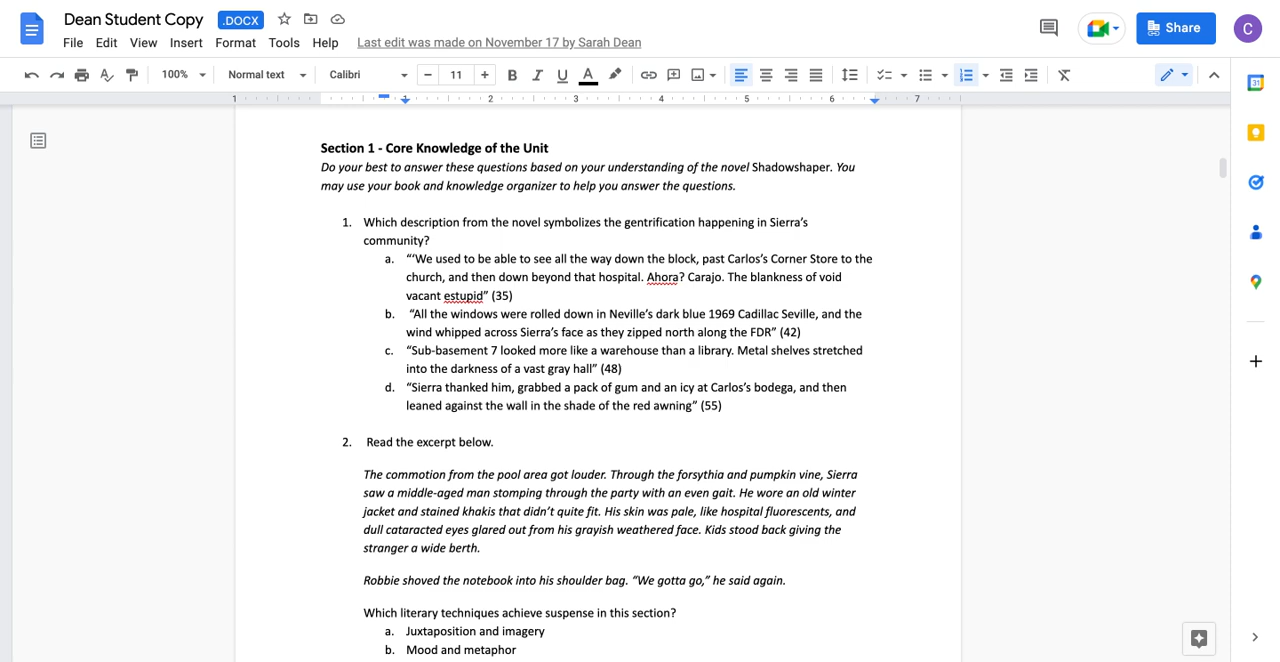 Dean Student Copy .DOCX
File Edit View Insert Format Tools Help Last edit was made on November 17 by Sarah Dean
Share
C
100% Normal text Calibri − 11 + B I U A
1 1 2 3 4 5 6 7
31
Section 1 - Core Knowledge of the Unit
Do your best to answer these questions based on your understanding of the novel Shadowshaper. You
may use your book and knowledge organizer to help you answer the questions.
1. Which description from the novel symbolizes the gentrification happening in Sierra’s
community?
a. “‘We used to be able to see all the way down the block, past Carlos’s Corner Store to the
church, and then down beyond that hospital. Ahora? Carajo. The blankness of void
vacant estupid” (35)
b. “All the windows were rolled down in Neville’s dark blue 1969 Cadillac Seville, and the
wind whipped across Sierra’s face as they zipped north along the FDR” (42)
c. “Sub-basement 7 looked more like a warehouse than a library. Metal shelves stretched
into the darkness of a vast gray hall” (48)
d. “Sierra thanked him, grabbed a pack of gum and an icy at Carlos’s bodega, and then
leaned against the wall in the shade of the red awning” (55)
2. Read the excerpt below.
The commotion from the pool area got louder. Through the forsythia and pumpkin vine, Sierra
saw a middle-aged man stomping through the party with an even gait. He wore an old winter
jacket and stained khakis that didn’t quite fit. His skin was pale, like hospital fluorescents, and
dull cataracted eyes glared out from his grayish weathered face. Kids stood back giving the
stranger a wide berth.
Robbie shoved the notebook into his shoulder bag. “We gotta go,” he said again.
Which literary techniques achieve suspense in this section?
a. Juxtaposition and imagery
b. Mood and metaphor